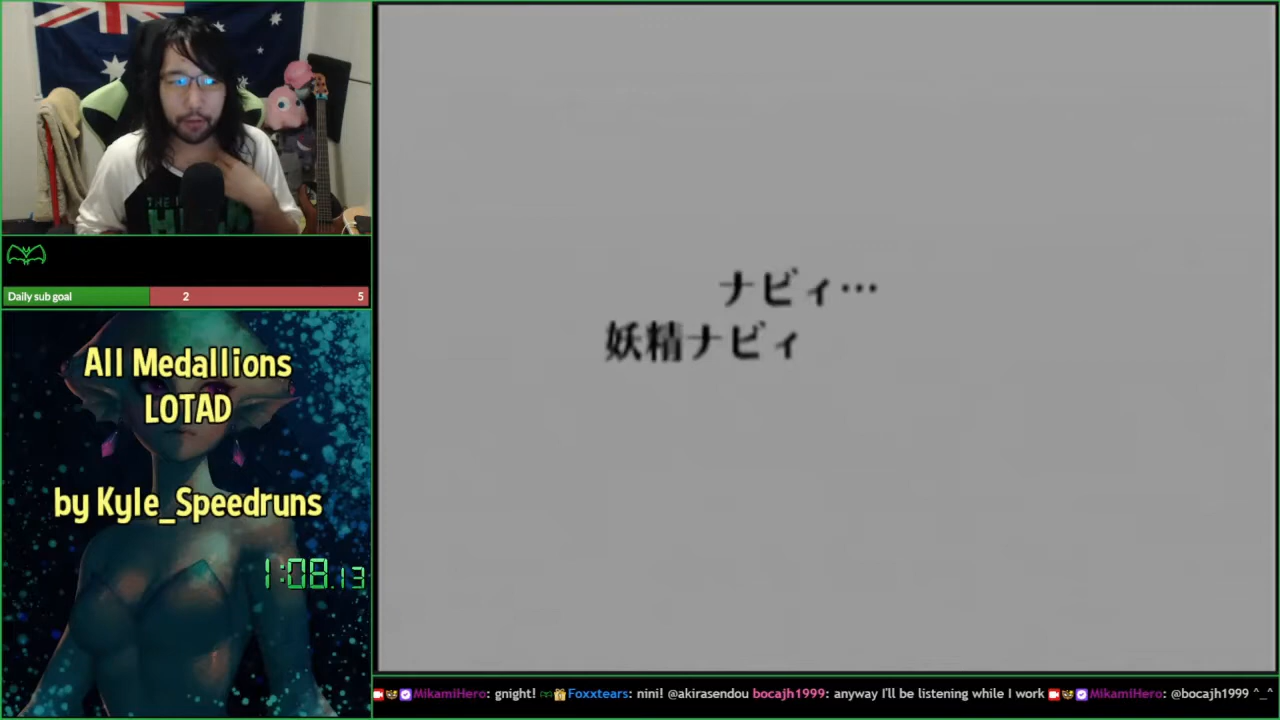 ナビィ…
妖精ナビィ
Daily sub goal
2
5
All Medallions
LOTAD
by Kyle_Speedruns
1:08.13
MikamiHero: gnight! Foxxtears: nini! @akirasendou bocajh1999: anyway I'll be listening while I work MikamiHero: @bocajh1999 ^_^